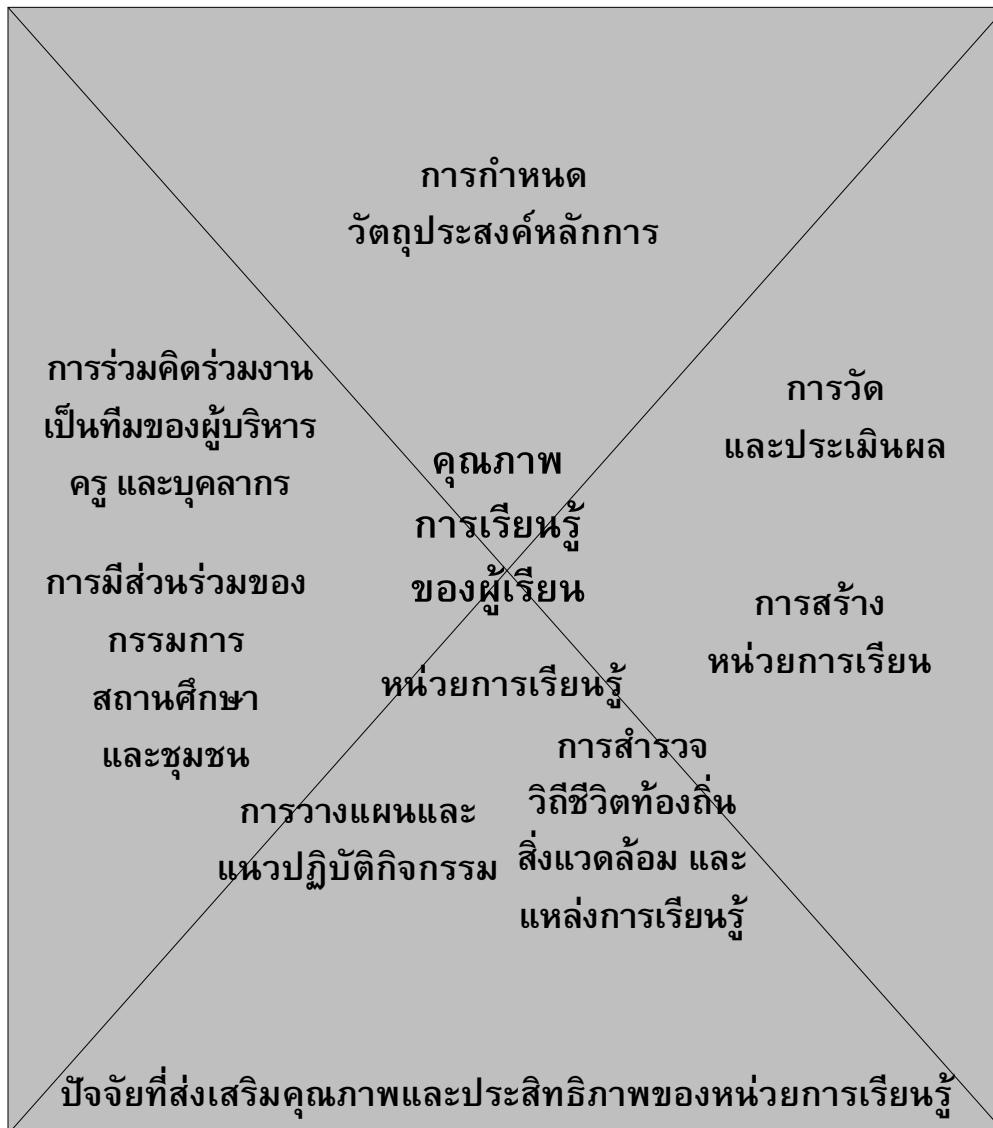 การกำหนด
วัตถุประสงค์หลักการ
การร่วมคิดร่วมงาน
เป็นทีมของผู้บริหาร
ครู และบุคลากร
การวัด
และประเมินผล
คุณภาพ
การเรียนรู้
ของผู้เรียน
การมีส่วนร่วมของ
กรรมการ
สถานศึกษา
และชุมชน
การสร้าง
หน่วยการเรียน
หน่วยการเรียนรู้
การวางแผนและ
แนวปฏิบัติกิจกรรม
การสำรวจ
วิถีชีวิตท้องถิ่น
สิ่งแวดล้อม และ
แหล่งการเรียนรู้
ปัจจัยที่ส่งเสริมคุณภาพและประสิทธิภาพของหน่วยการเรียนรู้